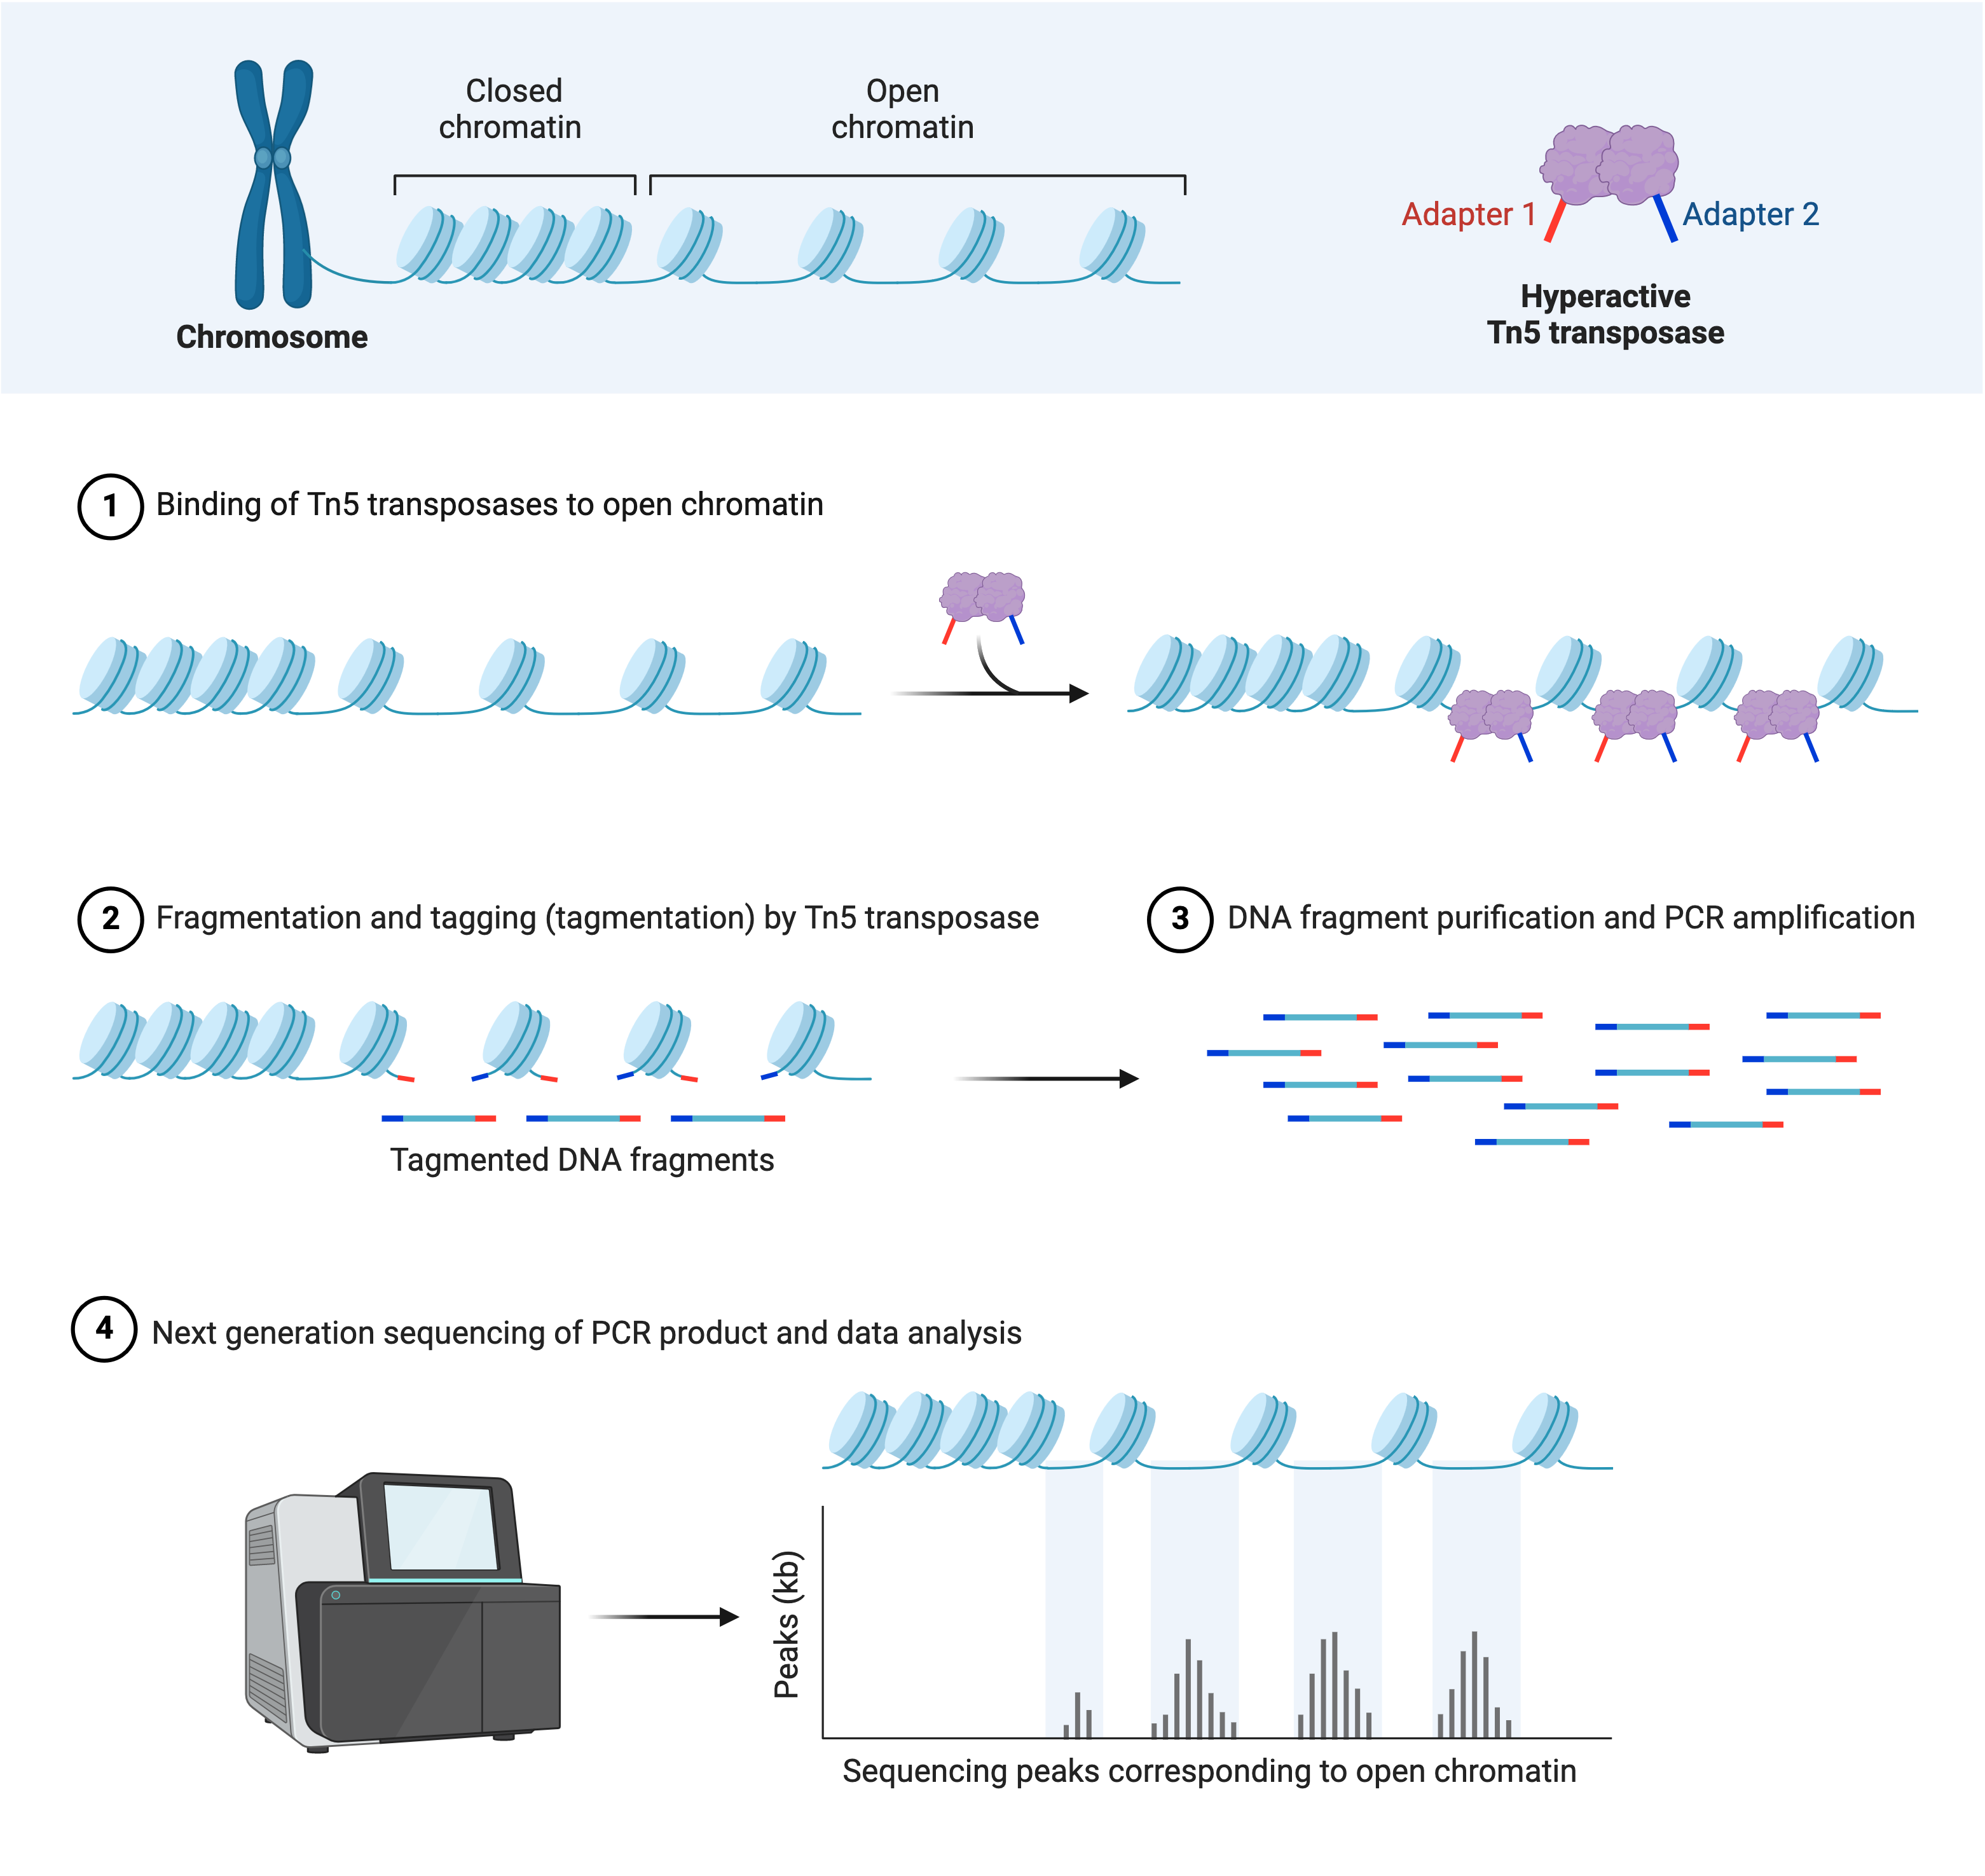 Closed
chromatin
Open
chromatin
Adapter 1
Adapter 2
Chromosome
Hyperactive
Tn5 transposase
1 Binding of Tn5 transposases to open chromatin
2 Fragmentation and tagging (tagmentation) by Tn5 transposase
Tagmented DNA fragments
3 DNA fragment purification and PCR amplification
4 Next generation sequencing of PCR product and data analysis
Peaks (kb)
Sequencing peaks corresponding to open chromatin